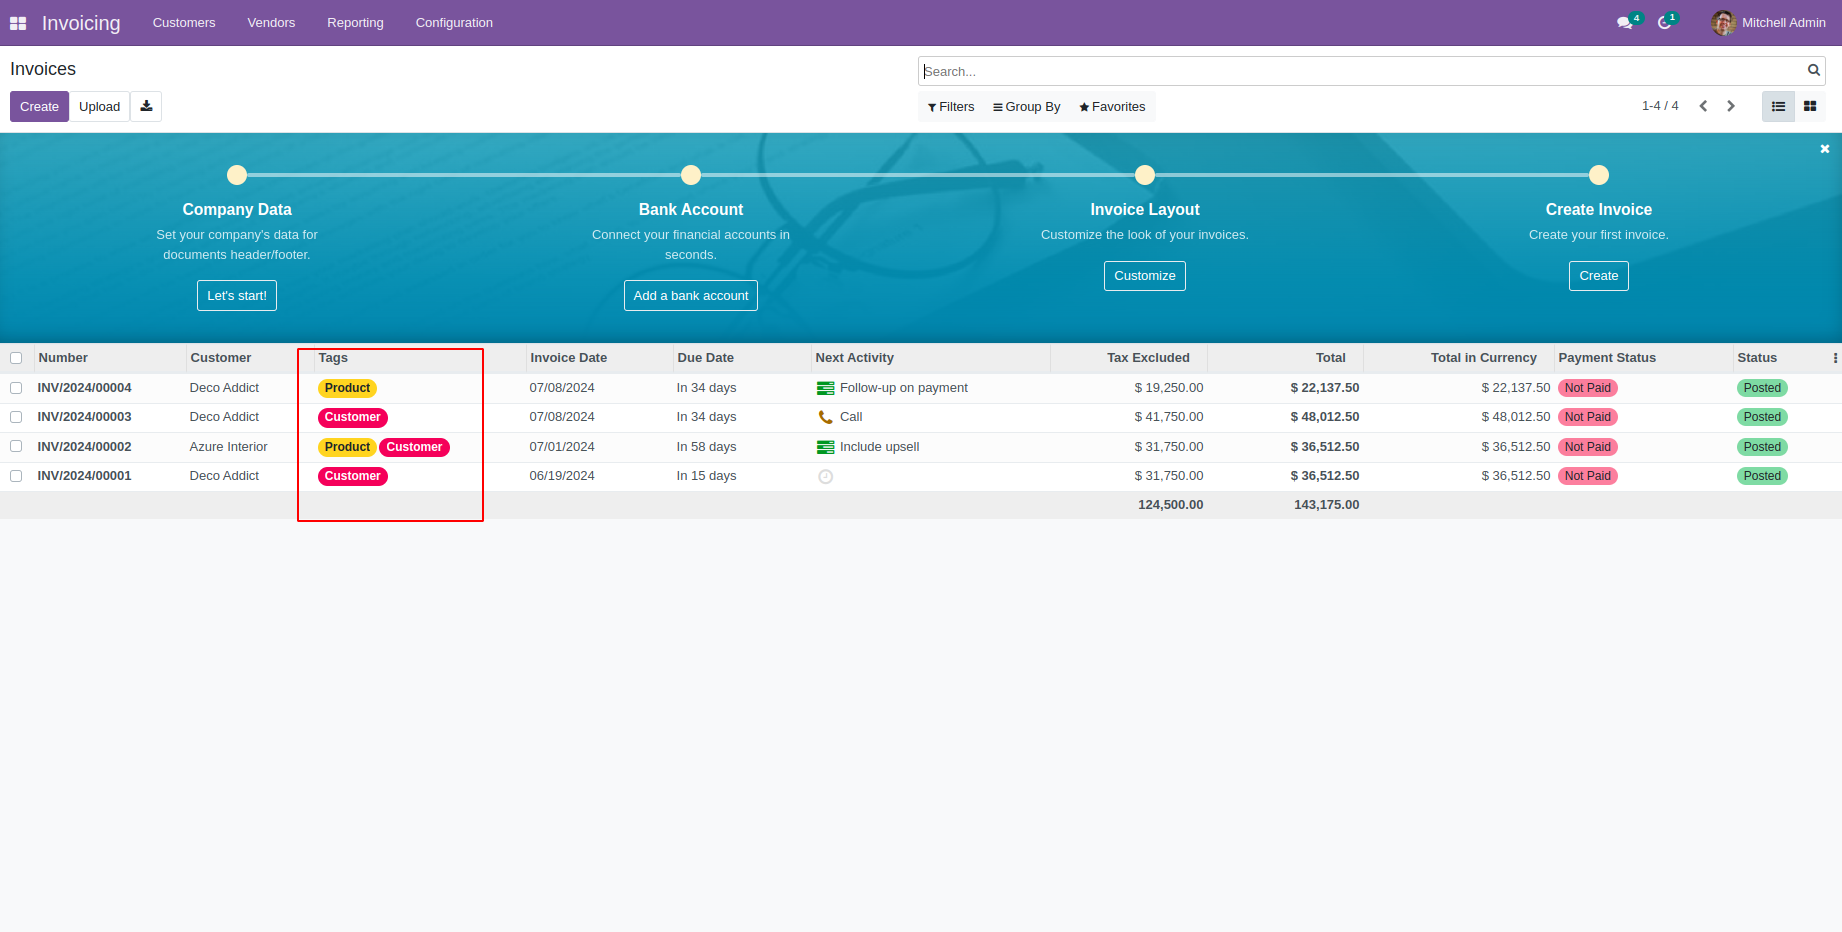 Invoicing Customers Vendors Reporting Configuration 4 1 Mitchell Admin
Invoices
Search...
Create Upload Filters Group By Favorites 1-4 / 4
Company Data Bank Account Invoice Layout Create Invoice
Set your company's data for Connect your financial accounts in Customize the look of your invoices. Create your first invoice.
documents header/footer. seconds.
Customize Create
Let's start! Add a bank account
Number Customer Tags Invoice Date Due Date Next Activity Tax Excluded Total Total in Currency Payment Status Status
INV/2024/00004 Deco Addict Product 07/08/2024 In 34 days Follow-up on payment $ 19,250.00 $ 22,137.50 $ 22,137.50 Not Paid Posted
INV/2024/00003 Deco Addict Customer 07/08/2024 In 34 days Call $ 41,750.00 $ 48,012.50 $ 48,012.50 Not Paid Posted
INV/2024/00002 Azure Interior Product Customer 07/01/2024 In 58 days Include upsell $ 31,750.00 $ 36,512.50 $ 36,512.50 Not Paid Posted
INV/2024/00001 Deco Addict Customer 06/19/2024 In 15 days $ 31,750.00 $ 36,512.50 $ 36,512.50 Not Paid Posted
124,500.00 143,175.00